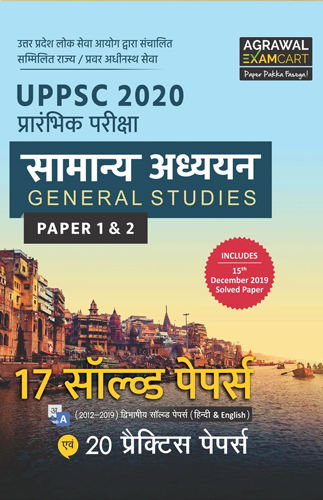 उत्तर प्रदेश लोक सेवा आयोग द्वारा संचालित
सम्मिलित राज्य / प्रवर अधीनस्थ सेवा
AGRAWAL
EXAMCART
Paper Pakka Fasega!
UPPSC 2020
प्रारंभिक परीक्षा
सामान्य अध्ययन
GENERAL STUDIES
PAPER 1 & 2
INCLUDES
15th
December 2019
Solved Paper
17 सॉल्व्ड पेपर्स
अ A
(2012-2019) द्विभाषीय सॉल्व्ड पेपर्स (हिन्दी & English)
एवं 20 प्रैक्टिस पेपर्स